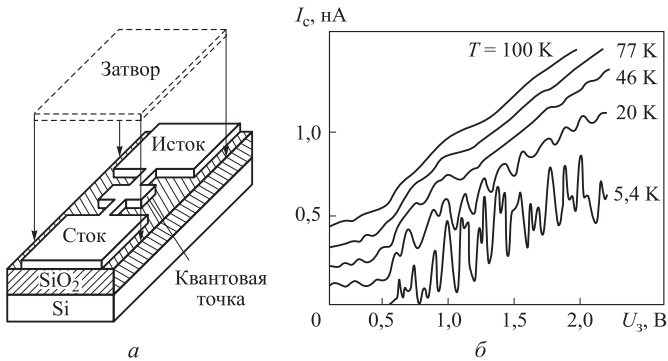 Затвор
Исток
Сток
SiO₂
Si
Квантовая
точка
а
Iс, нА
T = 100 К
77 К
46 К
20 К
5,4 К
1,0
0,5
0
0,5
1,0
1,5
2,0
Uз, В
б